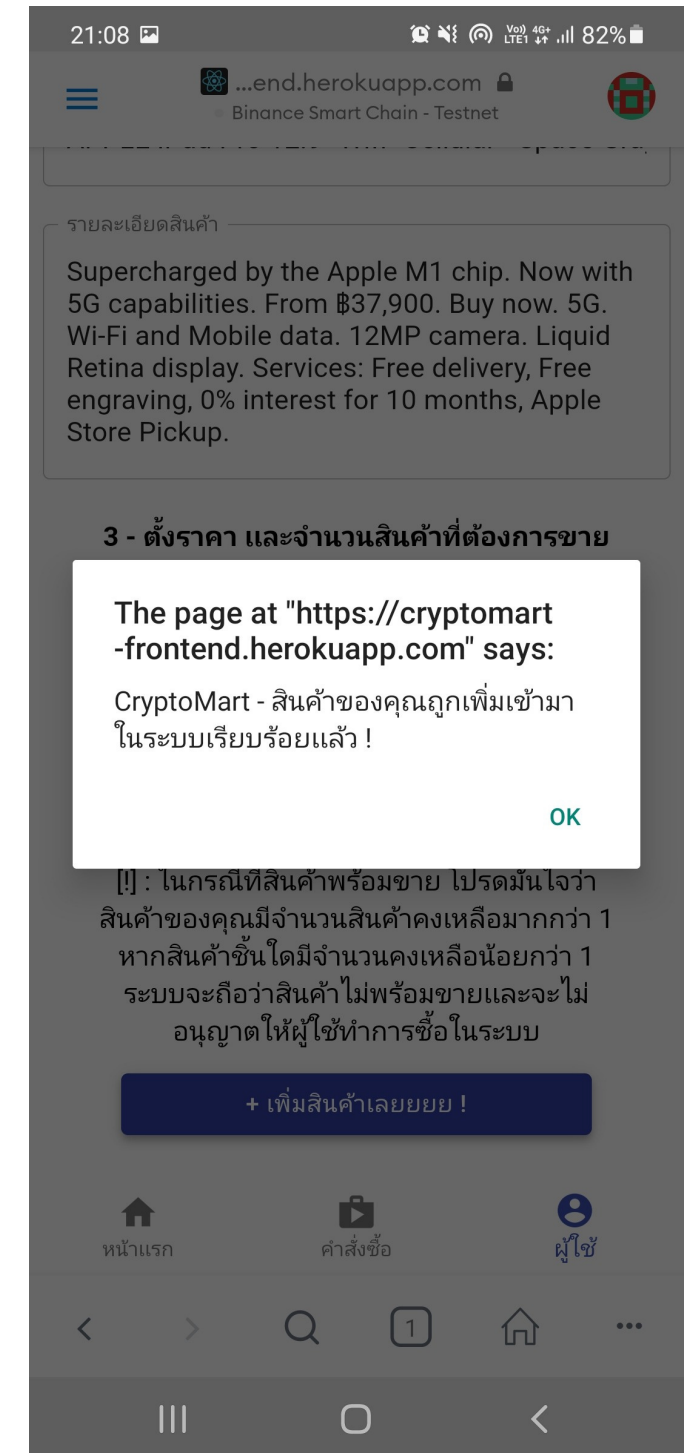 21:08
82%
...end.herokuapp.com
Binance Smart Chain - Testnet
รายละเอียดสินค้า
Supercharged by the Apple M1 chip. Now with
5G capabilities. From ฿37,900. Buy now. 5G.
Wi-Fi and Mobile data. 12MP camera. Liquid
Retina display. Services: Free delivery, Free
engraving, 0% interest for 10 months, Apple
Store Pickup.
3 - ตั้งราคา และจำนวนสินค้าที่ต้องการขาย
The page at "https://cryptomart
-frontend.herokuapp.com" says:
CryptoMart - สินค้าของคุณถูกเพิ่มเข้ามา
ในระบบเรียบร้อยแล้ว !
OK
[!] : ในกรณีที่สินค้าพร้อมขาย โปรดมั่นใจว่า
สินค้าของคุณมีจำนวนสินค้าคงเหลือมากกว่า 1
หากสินค้าชิ้นใดมีจำนวนคงเหลือน้อยกว่า 1
ระบบจะถือว่าสินค้าไม่พร้อมขายและจะไม่
อนุญาตให้ผู้ใช้ทำการซื้อในระบบ
+ เพิ่มสินค้าเลยยยย !
หน้าแรก
คำสั่งซื้อ
ผู้ใช้
1